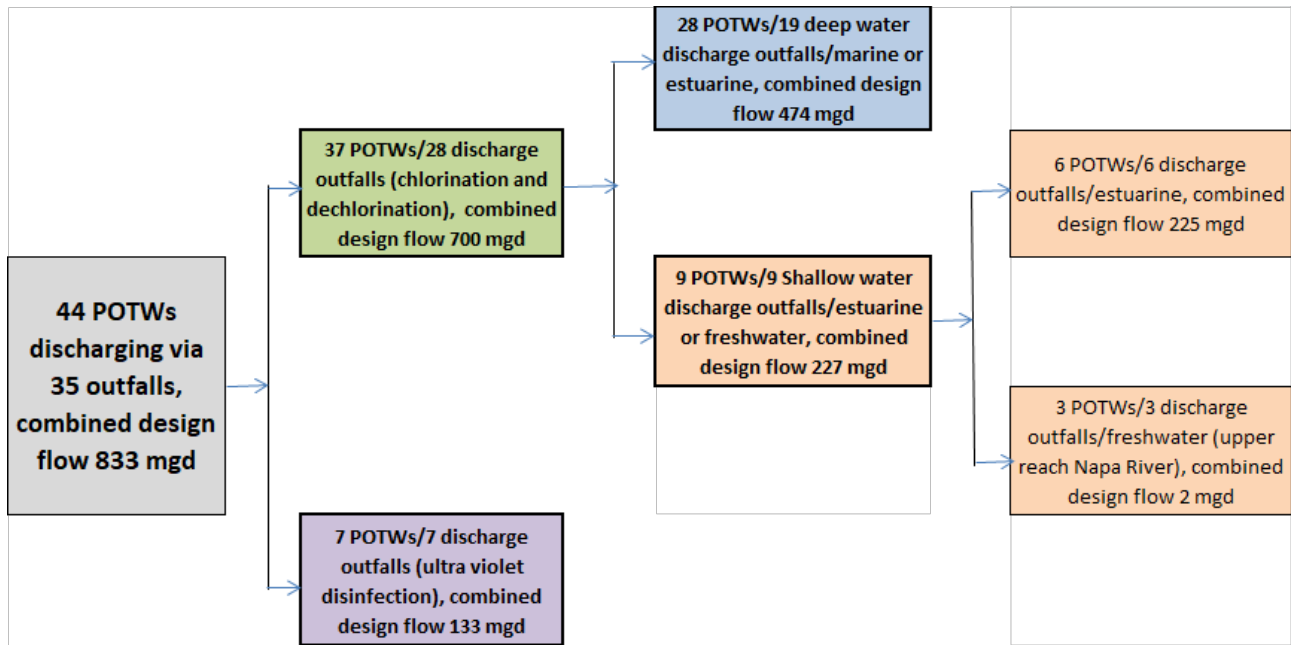 44 POTWs
discharging via
35 outfalls,
combined design
flow 833 mgd
37 POTWs/28 discharge
outfalls (chlorination and
dechlorination), combined
design flow 700 mgd
7 POTWs/7 discharge
outfalls (ultra violet
disinfection), combined
design flow 133 mgd
28 POTWs/19 deep water
discharge outfalls/marine or
estuarine, combined design
flow 474 mgd
9 POTWs/9 Shallow water
discharge outfalls/estuarine
or freshwater, combined
design flow 227 mgd
6 POTWs/6 discharge
outfalls/estuarine, combined
design flow 225 mgd
3 POTWs/3 discharge
outfalls/freshwater (upper
reach Napa River), combined
design flow 2 mgd